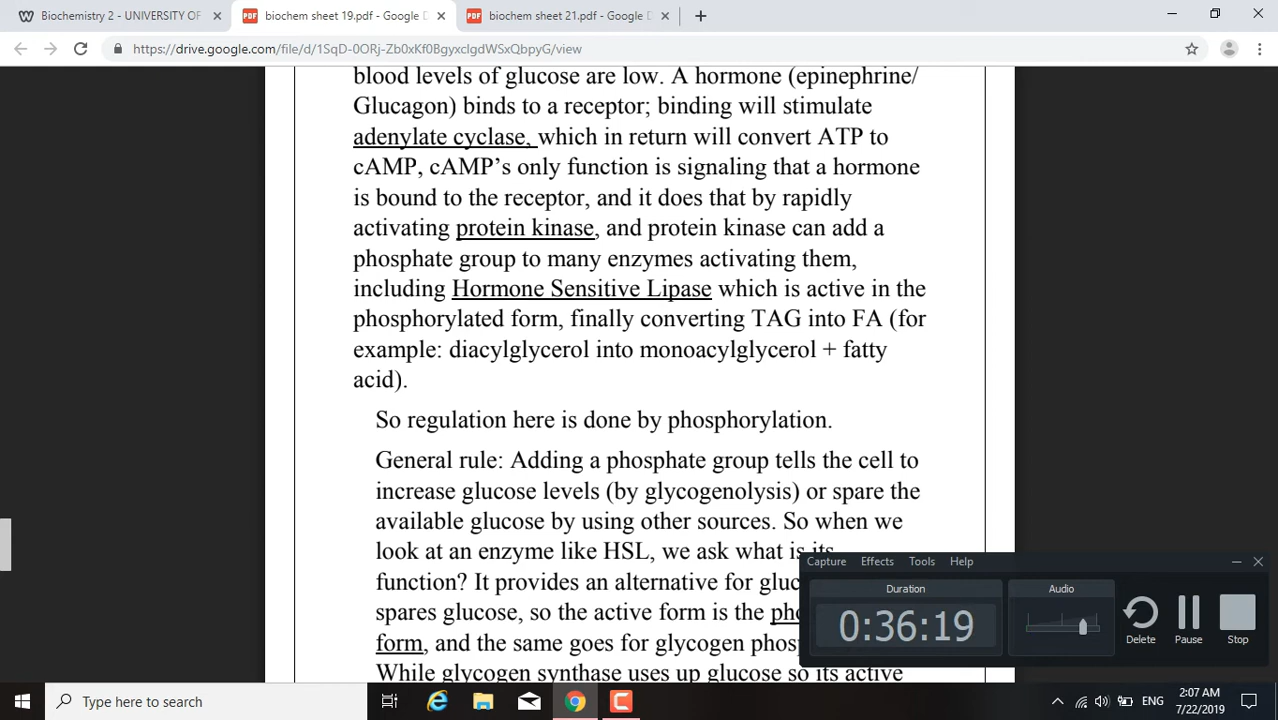 Biochemistry 2 - UNIVERSITY OF
biochem sheet 19.pdf - Google D
biochem sheet 21.pdf - Google D
https://drive.google.com/file/d/1SqD-0ORj-Zb0xKf0BgyxclgdWSxQbpyG/view
blood levels of glucose are low. A hormone (epinephrine/
Glucagon) binds to a receptor; binding will stimulate
adenylate cyclase, which in return will convert ATP to
cAMP, cAMP's only function is signaling that a hormone
is bound to the receptor, and it does that by rapidly
activating protein kinase, and protein kinase can add a
phosphate group to many enzymes activating them,
including Hormone Sensitive Lipase which is active in the
phosphorylated form, finally converting TAG into FA (for
example: diacylglycerol into monoacylglycerol + fatty
acid).
So regulation here is done by phosphorylation.
General rule: Adding a phosphate group tells the cell to
increase glucose levels (by glycogenolysis) or spare the
available glucose by using other sources. So when we
look at an enzyme like HSL, we ask what is its
function? It provides an alternative for gluc
spares glucose, so the active form is the pho
form, and the same goes for glycogen phosp
While glycogen synthase uses up glucose so its active
Capture Effects Tools Help
Duration
Audio
0:36:19
Delete
Pause
Stop
Type here to search
ENG
2:07 AM
7/22/2019